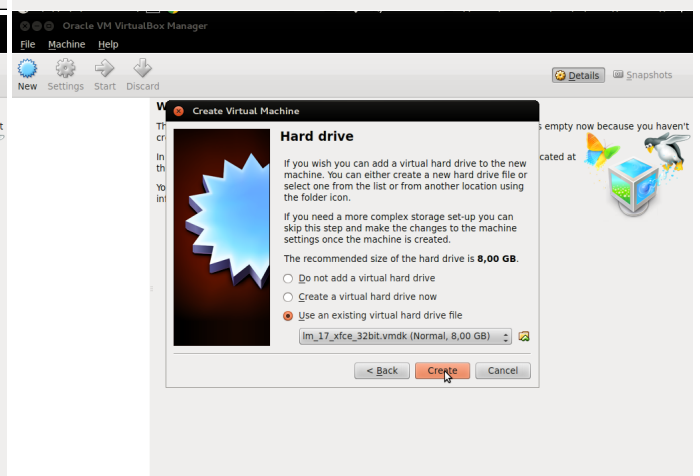 Oracle VM VirtualBox Manager
File Machine Help
New Settings Start Discard
Details Snapshots
s empty now because you haven't
cated at
Create Virtual Machine
Hard drive
If you wish you can add a virtual hard drive to the new
machine. You can either create a new hard drive file or
select one from the list or from another location using
the folder icon.
If you need a more complex storage set-up you can
skip this step and make the changes to the machine
settings once the machine is created.
The recommended size of the hard drive is 8,00 GB.
Do not add a virtual hard drive
Create a virtual hard drive now
Use an existing virtual hard drive file
lm_17_xfce_32bit.vmdk (Normal, 8,00 GB)
< Back Create Cancel